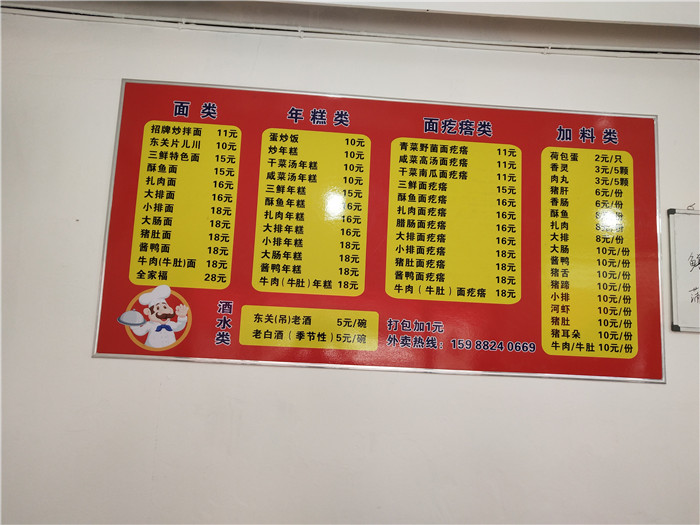 面类
招牌炒拌面 11元
东关片儿川 10元
三鲜特色面 15元
酥鱼面 15元
扎肉面 16元
大排面 16元
小排面 18元
大肠面 18元
猪肚面 18元
酱鸭面 18元
牛肉(牛肚)面 18元
全家福 28元
年糕类
蛋炒饭 10元
炒年糕 10元
干菜汤年糕 10元
咸菜汤年糕 10元
三鲜年糕 15元
酥鱼年糕
扎肉年糕
大排年糕 16元
小排年糕 18元
大肠年糕 18元
酱鸭年糕 18元
牛肉(牛肚)年糕 18元
面疙瘩类
青菜野菌面疙瘩 11元
咸菜高汤面疙瘩 11元
干菜南瓜面疙瘩 11元
三鲜面疙瘩 15元
酥鱼面疙瘩
扎肉面疙瘩
腊肠面疙瘩
大排面疙瘩 16元
小排面疙瘩 18元
猪肚面疙瘩 18元
酱鸭面疙瘩 18元
牛肉(牛肚)面疙瘩 18元
加料类
荷包蛋 2元/只
香灵 3元/5颗
肉丸 3元/5颗
猪肝 6元/份
香肠 6元/份
酥鱼
扎肉 8元/份
大排 8元/份
大肠 10元/份
酱鸭 10元/份
猪舌 10元/份
猪蹄 10元/份
小排 10元/份
河虾 10元/份
猪肚 10元/份
猪耳朵 10元/份
牛肉/牛肚 10元/份
酒水类
东关(吊)老酒 5元/碗
老白酒(季节性)5元/碗
打包加1元
外卖热线：159 8824 0669